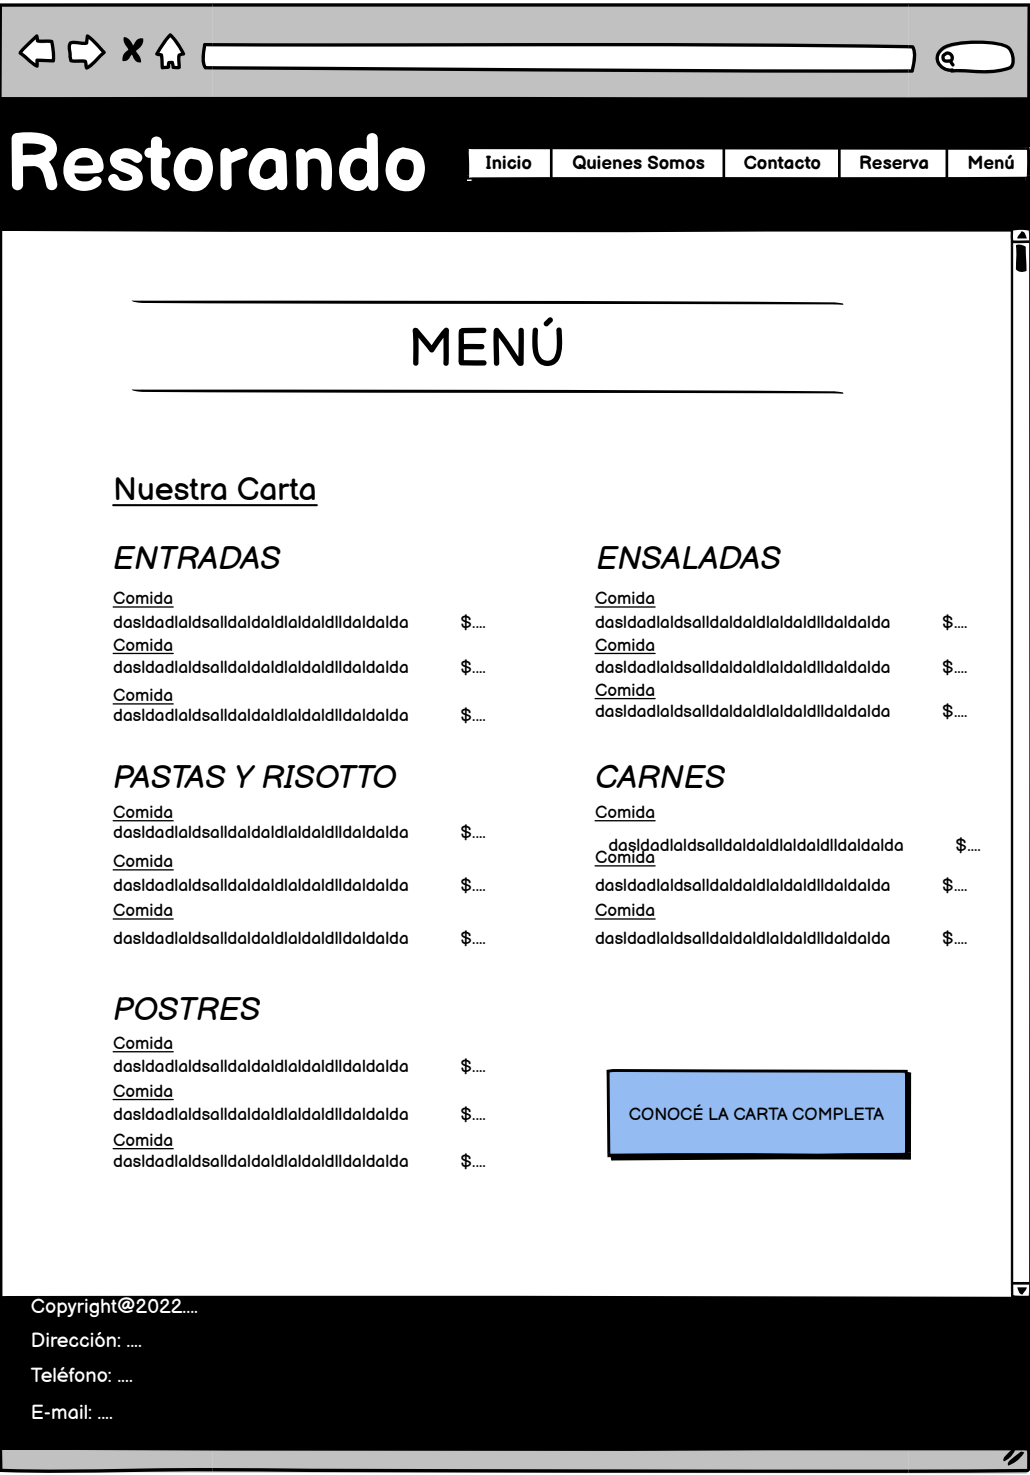 Restorando
Inicio
Quienes Somos
Contacto
Reserva
Menú
MENÚ
Nuestra Carta
ENTRADAS
Comida
dasldadlaldsalldaldaldlaldaldlldaldalda $....
Comida
dasldadlaldsalldaldaldlaldaldlldaldalda $....
Comida
dasldadlaldsalldaldaldlaldaldlldaldalda $....
ENSALADAS
Comida
dasldadlaldsalldaldaldlaldaldlldaldalda $....
Comida
dasldadlaldsalldaldaldlaldaldlldaldalda $....
Comida
dasldadlaldsalldaldaldlaldaldlldaldalda $....
PASTAS Y RISOTTO
Comida
dasldadlaldsalldaldaldlaldaldlldaldalda $....
Comida
dasldadlaldsalldaldaldlaldaldlldaldalda $....
Comida
dasldadlaldsalldaldaldlaldaldlldaldalda $....
CARNES
Comida
dasldadlaldsalldaldaldlaldaldlldaldalda $....
Comida
dasldadlaldsalldaldaldlaldaldlldaldalda $....
Comida
dasldadlaldsalldaldaldlaldaldlldaldalda $....
POSTRES
Comida
dasldadlaldsalldaldaldlaldaldlldaldalda $....
Comida
dasldadlaldsalldaldaldlaldaldlldaldalda $....
Comida
dasldadlaldsalldaldaldlaldaldlldaldalda $....
CONOCÉ LA CARTA COMPLETA
Copyright@2022....
Dirección: ....
Teléfono: ....
E-mail: ....